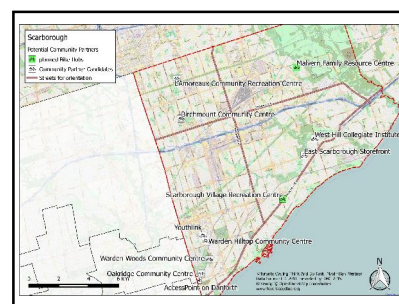 Scarborough
Potential Community Partners
planned Bike Hubs
Community Partner Candidates
Streets for orientation
Malvern Family Resource Centre
L'Amoreaux Community Recreation Centre
Birchmount Community Centre
West Hill Collegiate Institute
East Scarborough Storefront
Scarborough Village Recreation Centre
Youthlink
Warden Hilltop Community Centre
Warden Woods Community Centre
Oakridge Community Centre
AccessPoint on Danforth
N